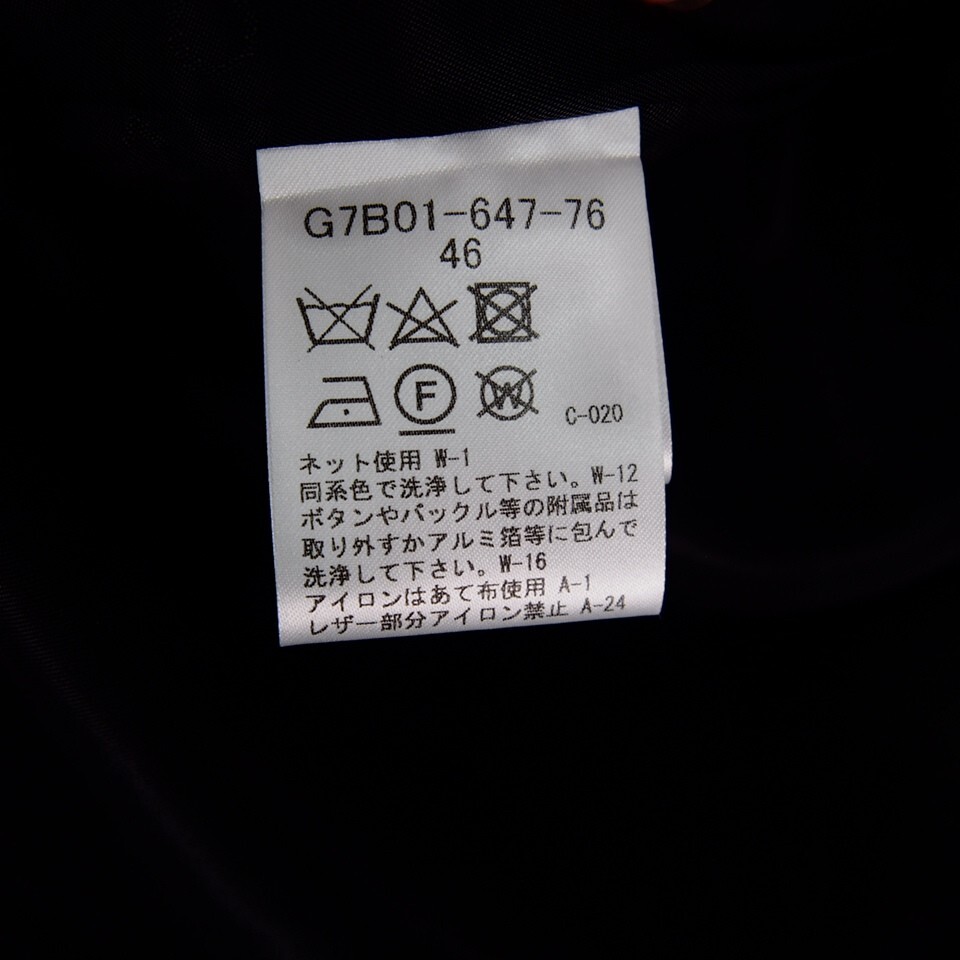 G7B01-647-76
46
F W C-020
ネット使用 W-1
同系色で洗浄して下さい。W-12
ボタンやバックル等の附属品は
取り外すかアルミ箔等に包んで
洗浄して下さい。W-16
アイロンはあて布使用 A-1
レザー部分アイロン禁止 A-24